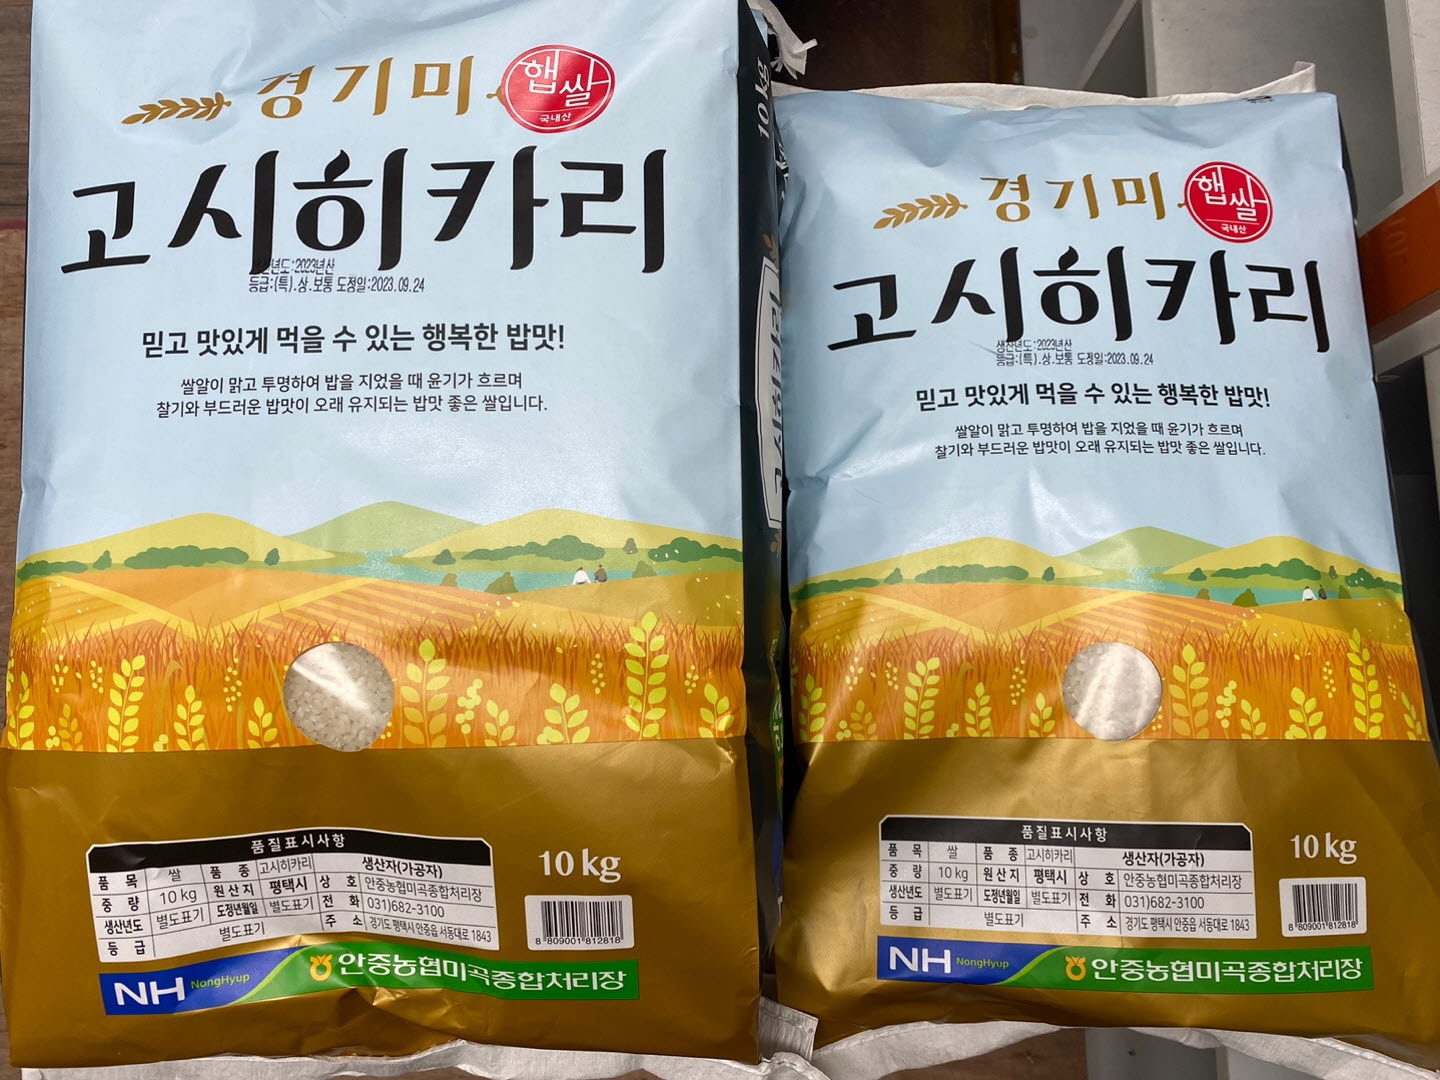 경기미
햅쌀
국내산
고시히카리
생산년도:2023년산
등급:(특).상.보통 도정일:2023.09.24
믿고 맛있게 먹을 수 있는 행복한 밥맛!
쌀알이 맑고 투명하여 밥을 지었을 때 윤기가 흐르며
찰기와 부드러운 밥맛이 오래 유지되는 밥맛 좋은 쌀입니다.
품질표시사항
품 목 쌀 품 종 고시히카리 생산자(가공자)
중 량 10 kg 원산지 평택시 상 호 안중농협미곡종합처리장
생산년도 별도표기 도정년월일 별도표기 전 화 031)682-3100
등 급 별도표기 주 소 경기도 평택시 안중읍 서동대로 1843
10 kg
8 809001 812818
NH NongHyup 안중농협미곡종합처리장
10 kg
경기미
햅쌀
국내산
고시히카리
생산년도:2023년산
등급:(특).상.보통 도정일:2023.09.24
믿고 맛있게 먹을 수 있는 행복한 밥맛!
쌀알이 맑고 투명하여 밥을 지었을 때 윤기가 흐르며
찰기와 부드러운 밥맛이 오래 유지되는 밥맛 좋은 쌀입니다.
품질표시사항
품 목 쌀 품 종 고시히카리 생산자(가공자)
중 량 10 kg 원산지 평택시 상 호 안중농협미곡종합처리장
생산년도 별도표기 도정년월일 별도표기 전 화 031)682-3100
등 급 별도표기 주 소 경기도 평택시 안중읍 서동대로 1843
10 kg
8 809001 812818
NH NongHyup 안중농협미곡종합처리장